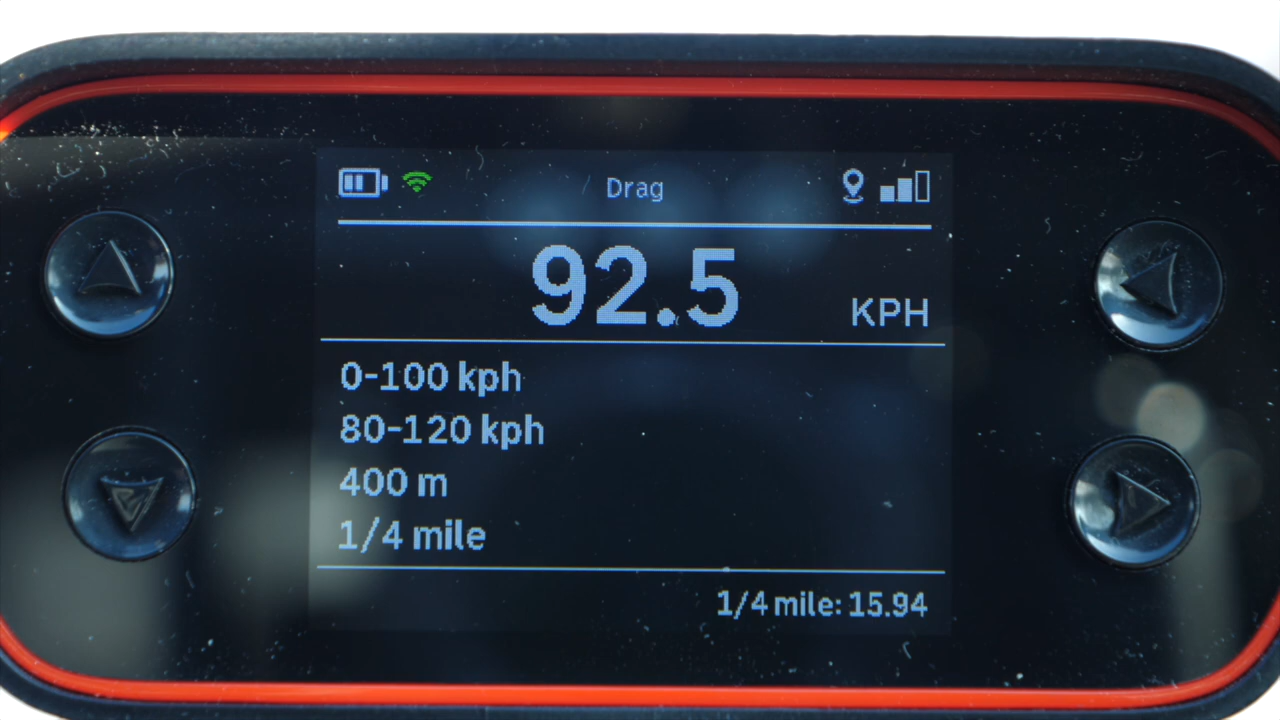 Drag
92.5
KPH
0-100 kph
80-120 kph
400 m
1/4 mile
1/4 mile: 15.94